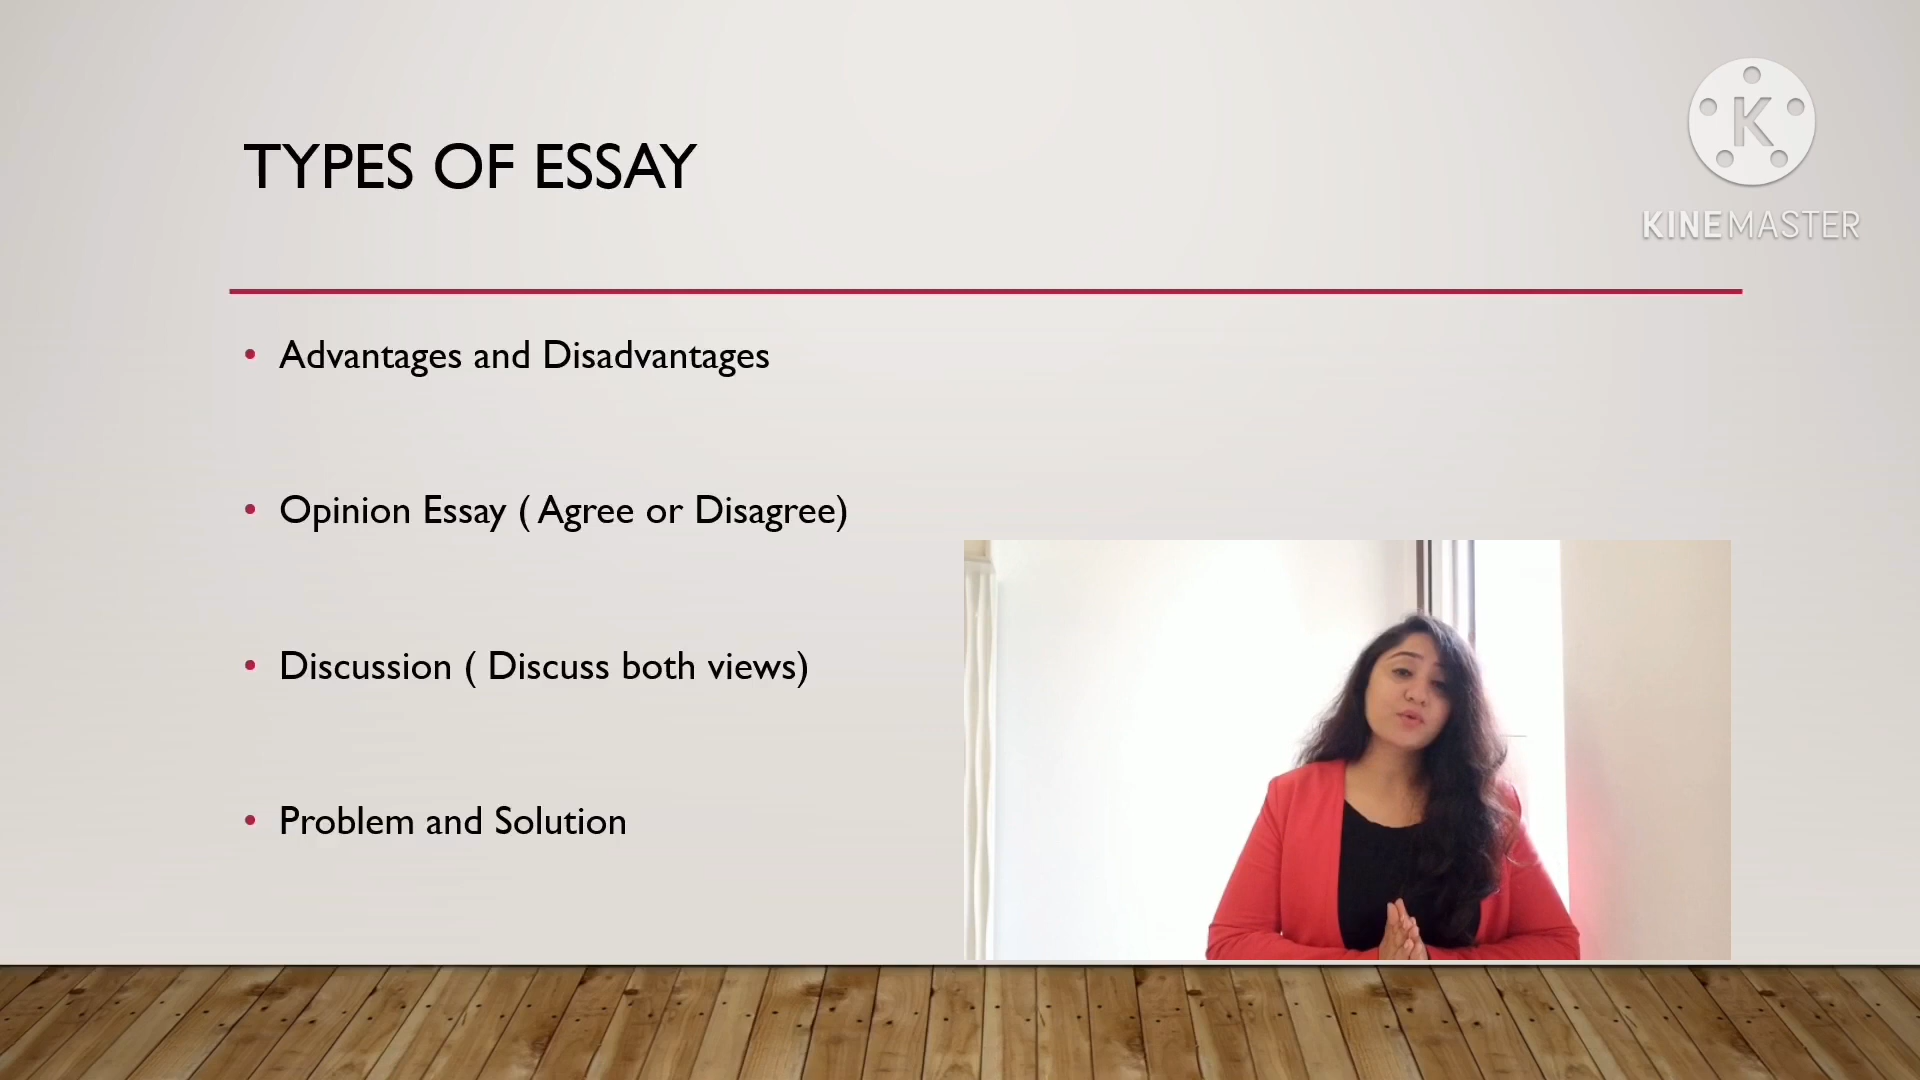 TYPES OF ESSAY
K
KINEMASTER
• Advantages and Disadvantages
• Opinion Essay ( Agree or Disagree)
• Discussion ( Discuss both views)
• Problem and Solution